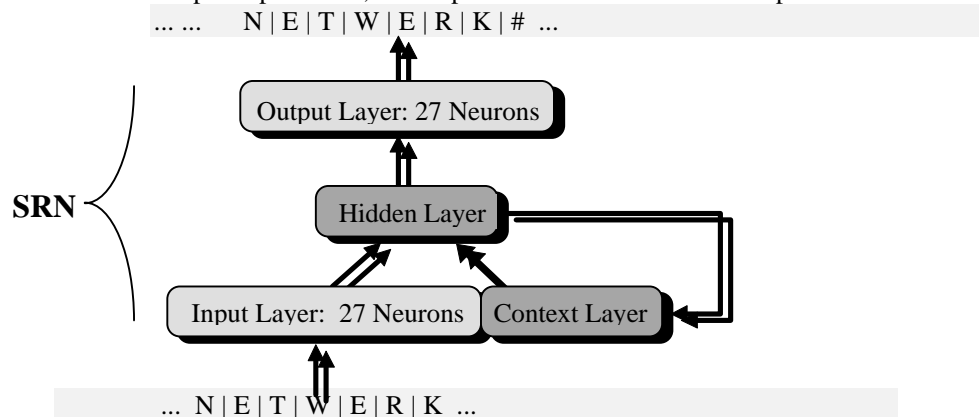 ... ... N | E | T | W | E | R | K | # ...
Output Layer: 27 Neurons
SRN
Hidden Layer
Input Layer: 27 Neurons
Context Layer
... N | E | T | W | E | R | K ...